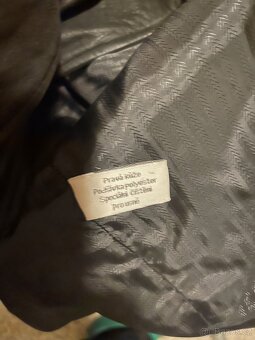 Pravá kůže
Podšívka polyester
Speciální čištění
pro usně